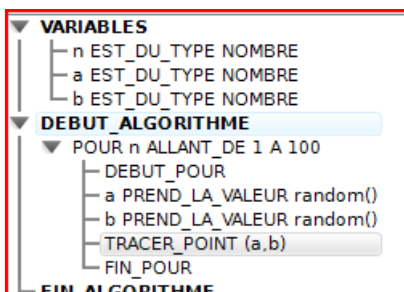 VARIABLES
n EST_DU_TYPE NOMBRE
a EST_DU_TYPE NOMBRE
b EST_DU_TYPE NOMBRE
DEBUT_ALGORITHME
POUR n ALLANT_DE 1 A 100
DEBUT_POUR
a PREND_LA_VALEUR random()
b PREND_LA_VALEUR random()
TRACER_POINT (a,b)
FIN_POUR
FIN_ALGORITHME